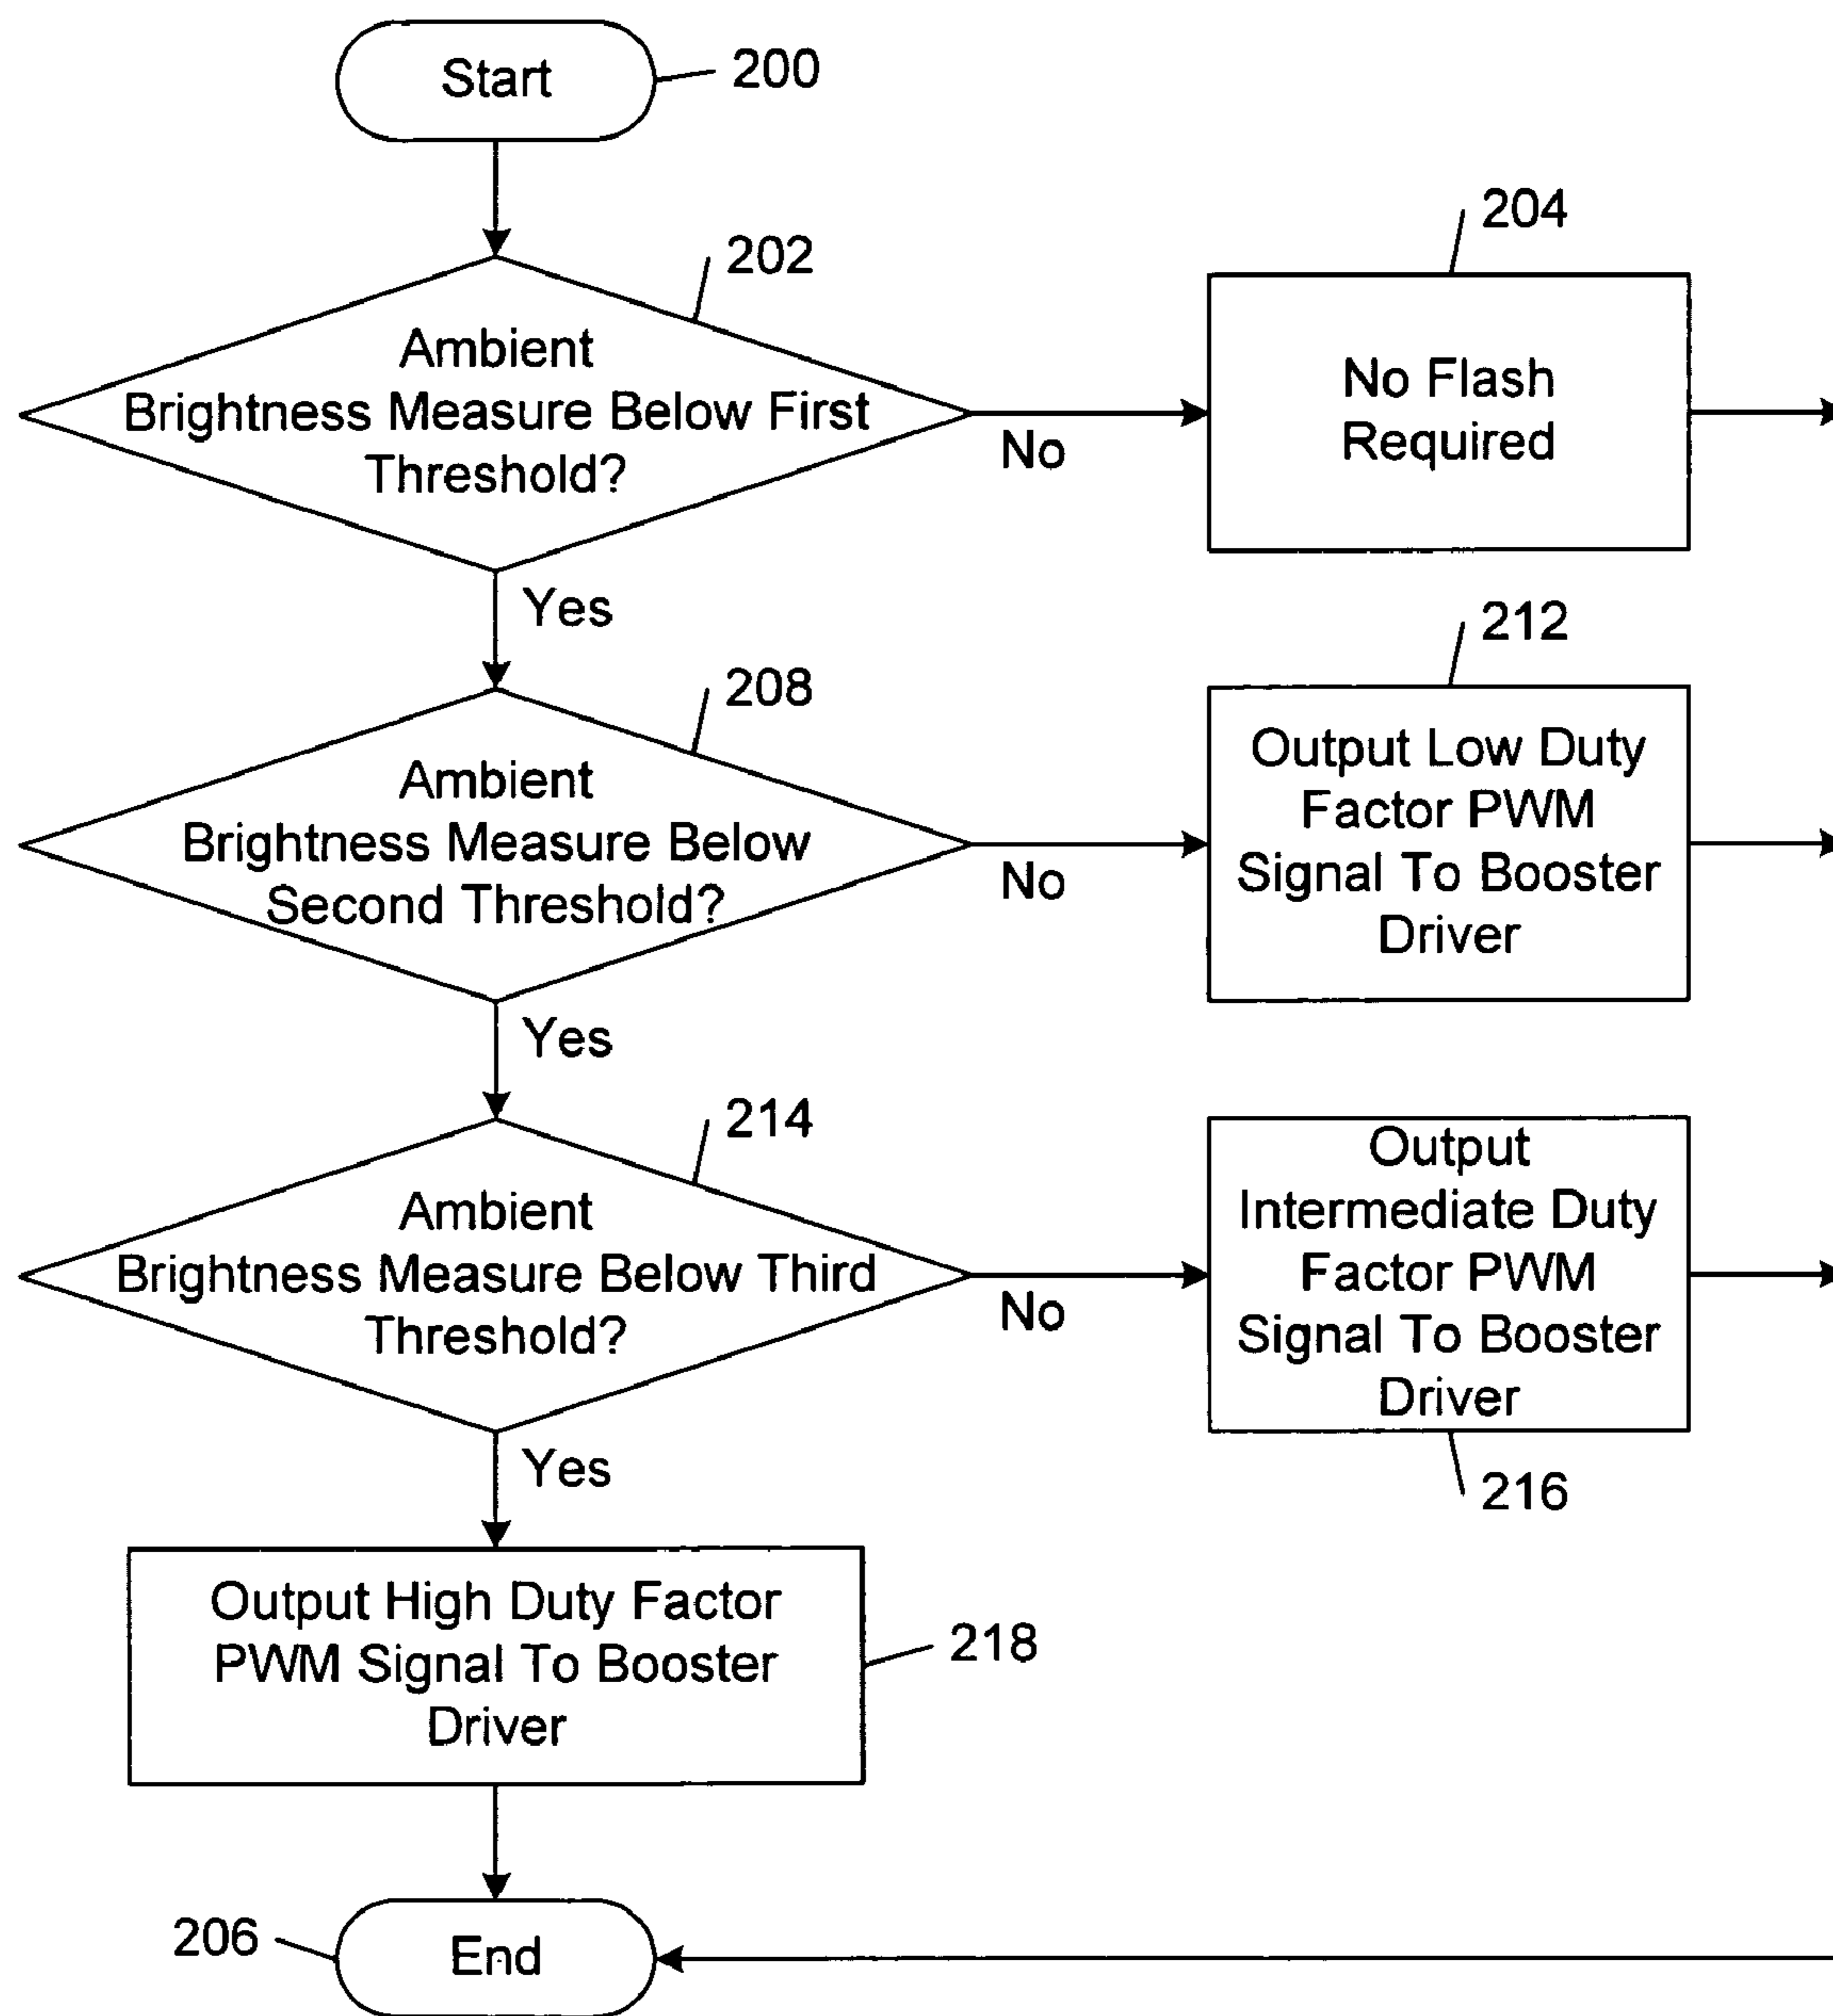 Start
200
202
Ambient
Brightness Measure Below First
Threshold?
No
204
No Flash
Required
Yes
208
Ambient
Brightness Measure Below
Second Threshold?
No
212
Output Low Duty
Factor PWM
Signal To Booster
Driver
Yes
214
Ambient
Brightness Measure Below Third
Threshold?
No
Output
Intermediate Duty
Factor PWM
Signal To Booster
Driver
216
Yes
Output High Duty Factor
PWM Signal To Booster
Driver
218
206
End